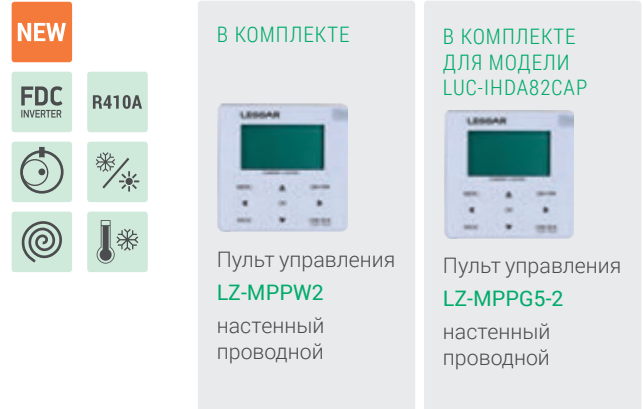 NEW
FDC
INVERTER
R410A
В КОМПЛЕКТЕ
LESSAR
Пульт управления
LZ-MPPW2
настенный
проводной
В КОМПЛЕКТЕ
ДЛЯ МОДЕЛИ
LUC-IHDA82CAP
LESSAR
Пульт управления
LZ-MPPG5-2
настенный
проводной